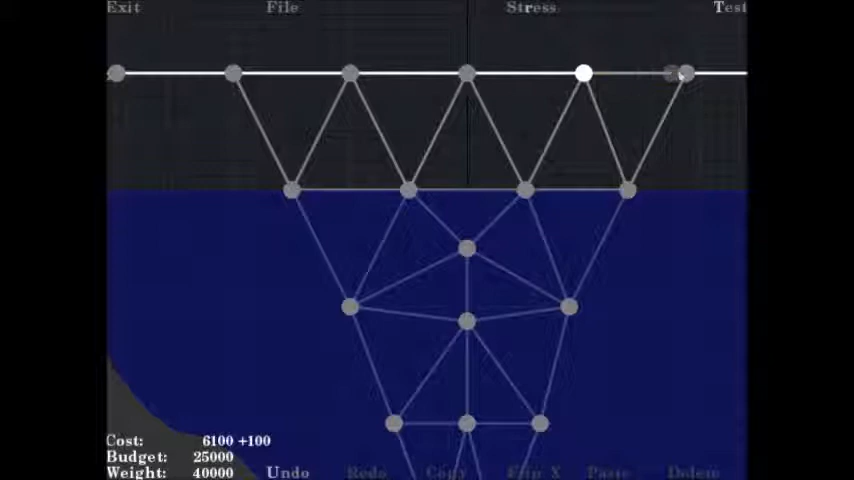 Exit File Stress Test
Cost: 6100 +100
Budget: 25000
Weight: 40000 Undo Redo Copy Flip X Paste Delete